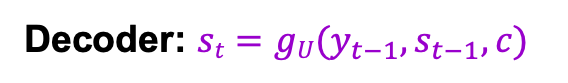 Decoder: s_t = g_U(y_{t−1}, s_{t−1}, c)